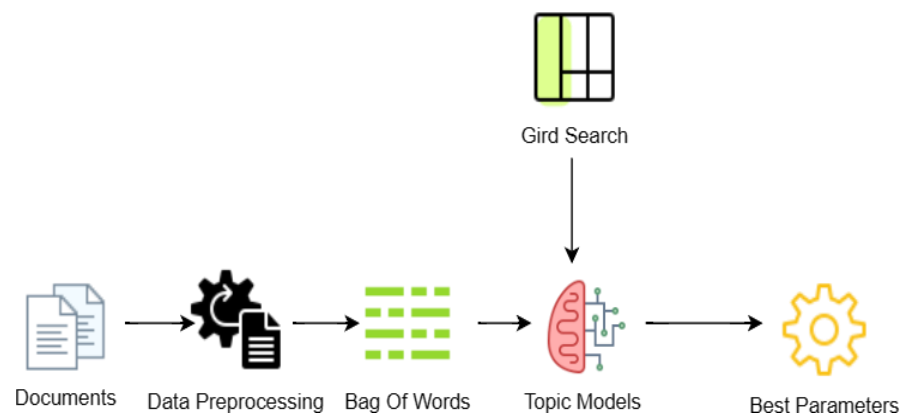 Gird Search
Documents
Data Preprocessing
Bag Of Words
Topic Models
Best Parameters